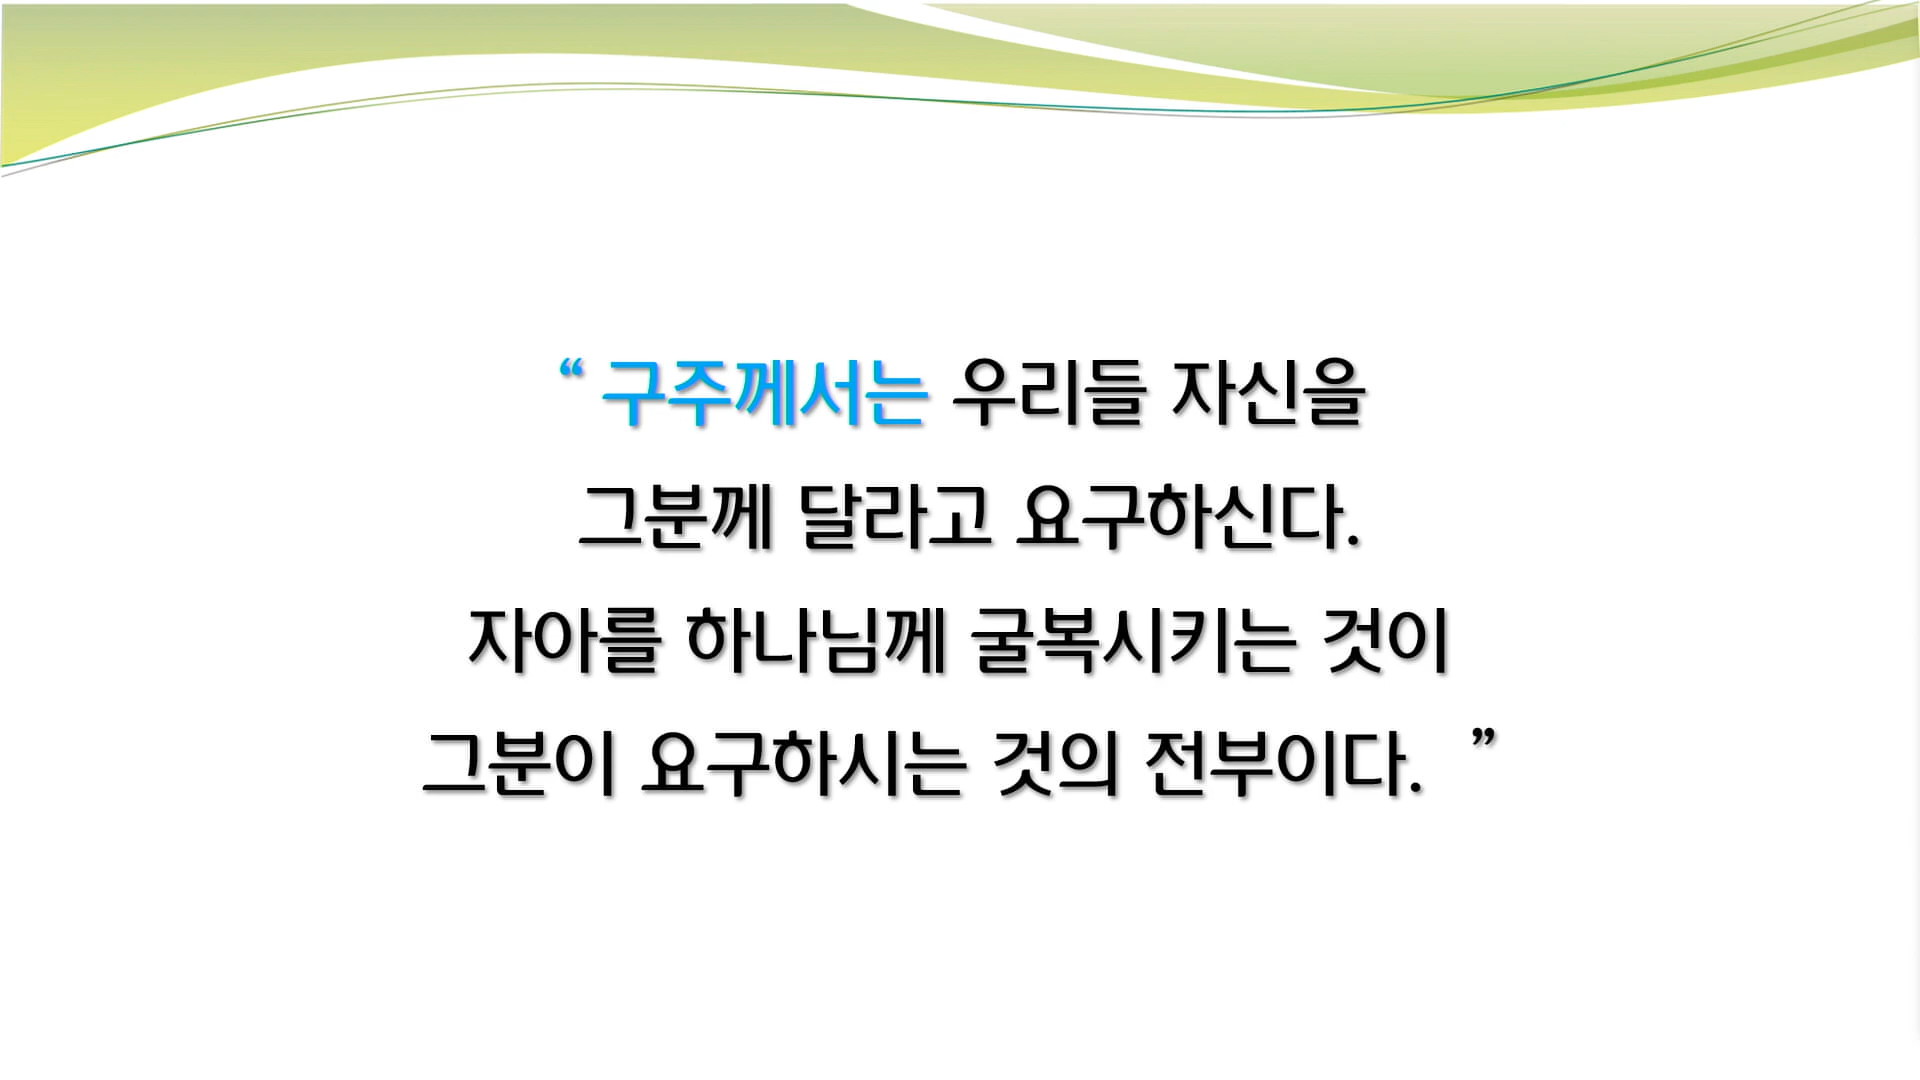 “ 구주께서는 우리들 자신을
그분께 달라고 요구하신다.
자아를 하나님께 굴복시키는 것이
그분이 요구하시는 것의 전부이다. ”